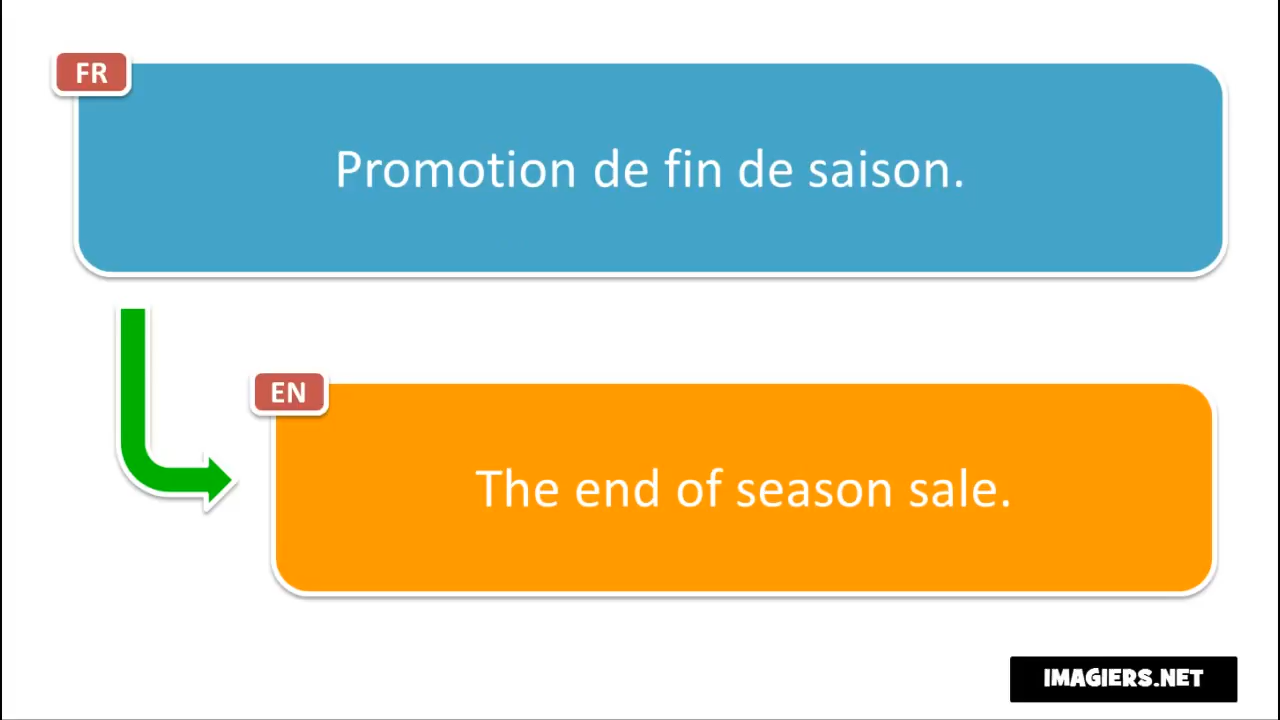 FR
Promotion de fin de saison.
EN
The end of season sale.
IMAGIERS.NET